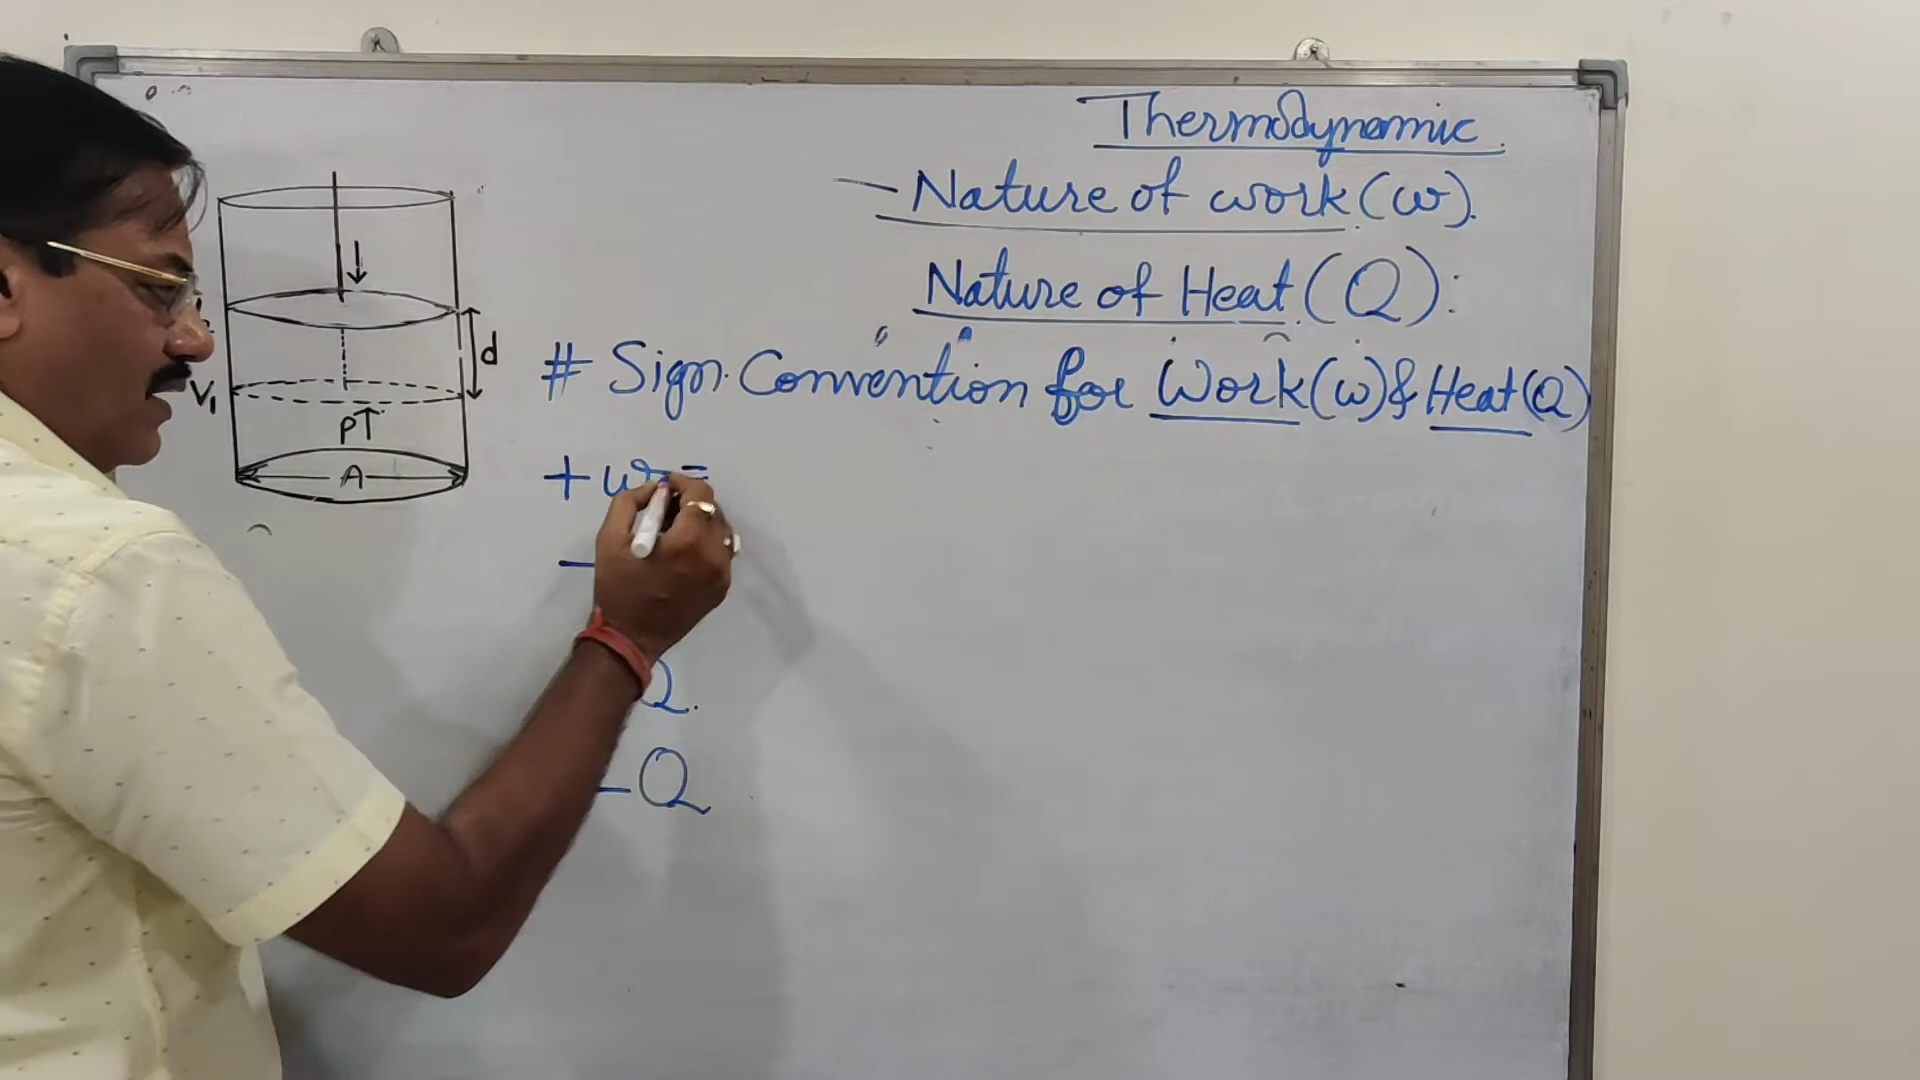 Thermodynamic
Nature of work (w).
Nature of Heat (Q):
# Sign Convention for Work (w) & Heat (Q)
+ w =
-
Q.
- Q
d
V1
P↑
A